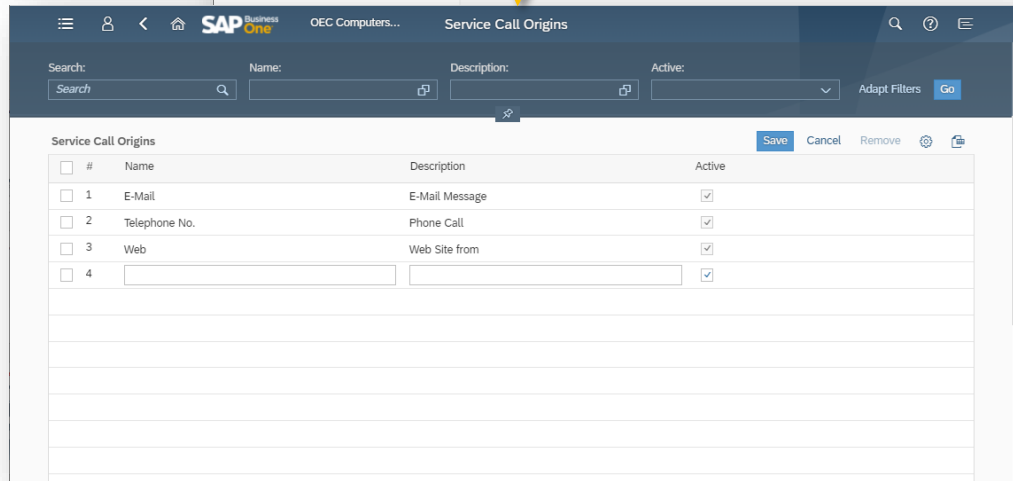 SAP Business One OEC Computers... Service Call Origins
Search: Name: Description: Active:
Search Adapt Filters Go
Service Call Origins Save Cancel Remove
# Name Description Active
1 E-Mail E-Mail Message
2 Telephone No. Phone Call
3 Web Web Site from
4